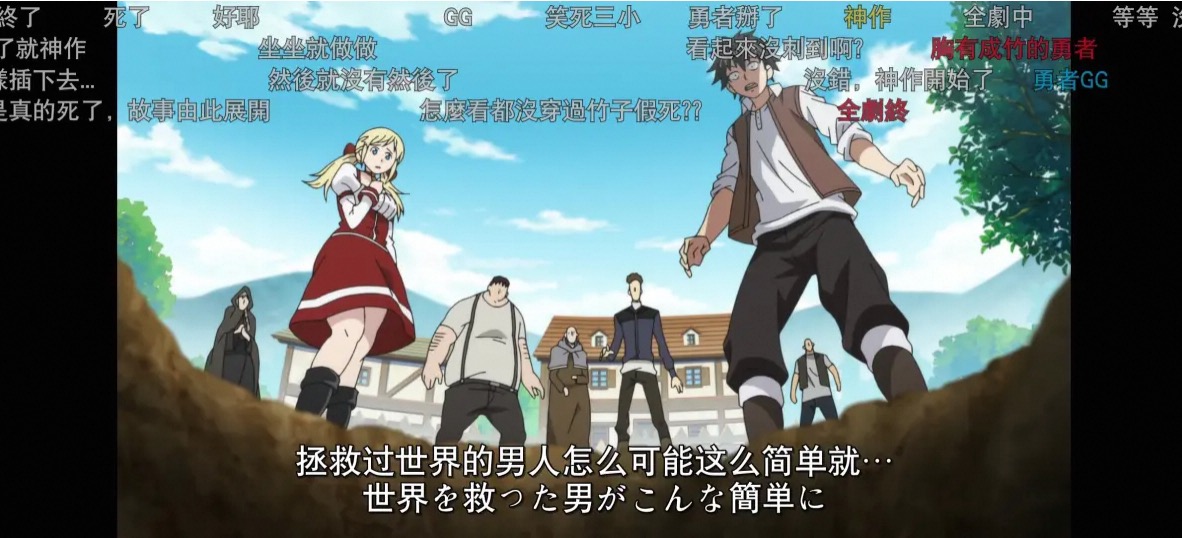 終了 死了 好耶 GG 笑死三小 勇者掰了 神作 全劇中 等等
了就神作 坐坐就做做 看起來沒刺到啊? 胸有成竹的勇者
插下去... 然後就沒有然後了 沒錯，神作開始了 勇者GG
是真的死了，故事由此展開 怎麼看都沒穿過竹子假死?? 全劇終
拯救过世界的男人怎么可能这么简单就…
世界を救った男がこんな簡単に